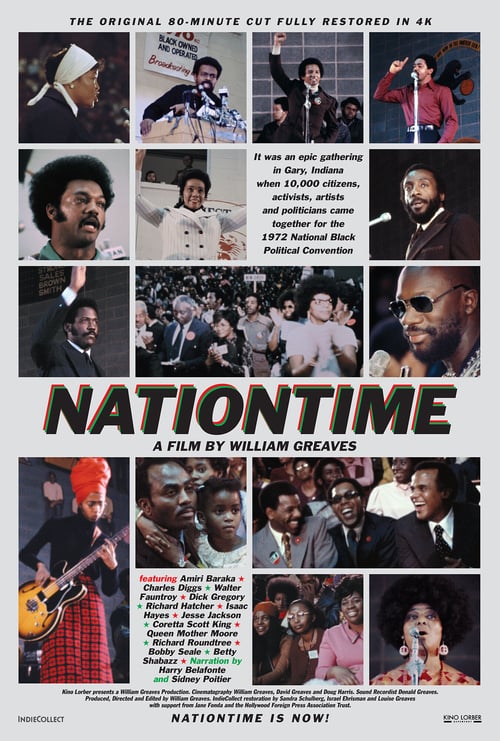 THE ORIGINAL 80-MINUTE CUT FULLY RESTORED IN 4K
BLACK OWNED
AND OPERATED
Broadcasting
It was an epic gathering
in Gary, Indiana
when 10,000 citizens,
activists, artists
and politicians came
together for the
1972 National Black
Political Convention
SALES
BROWN
SMITH
NATIONTIME
A FILM BY WILLIAM GREAVES
featuring Amiri Baraka ★
Charles Diggs ★ Walter
Fauntroy ★ Dick Gregory
★ Richard Hatcher ★ Isaac
Hayes ★ Jesse Jackson
★ Coretta Scott King ★
Queen Mother Moore
★ Richard Roundtree ★
Bobby Seale ★ Betty
Shabazz ★ Narration by
Harry Belafonte
and Sidney Poitier
Kino Lorber presents a William Greaves Production. Cinematography William Greaves, David Greaves and Doug Harris. Sound Recordist Donald Greaves.
Produced, Directed and Edited by William Greaves. IndieCollect restoration by Sandra Schulberg, Israel Ehrisman and Louise Greaves
with support from Jane Fonda and the Hollywood Foreign Press Association Trust.
INDIECOLLECT
NATIONTIME IS NOW!
KINO LORBER